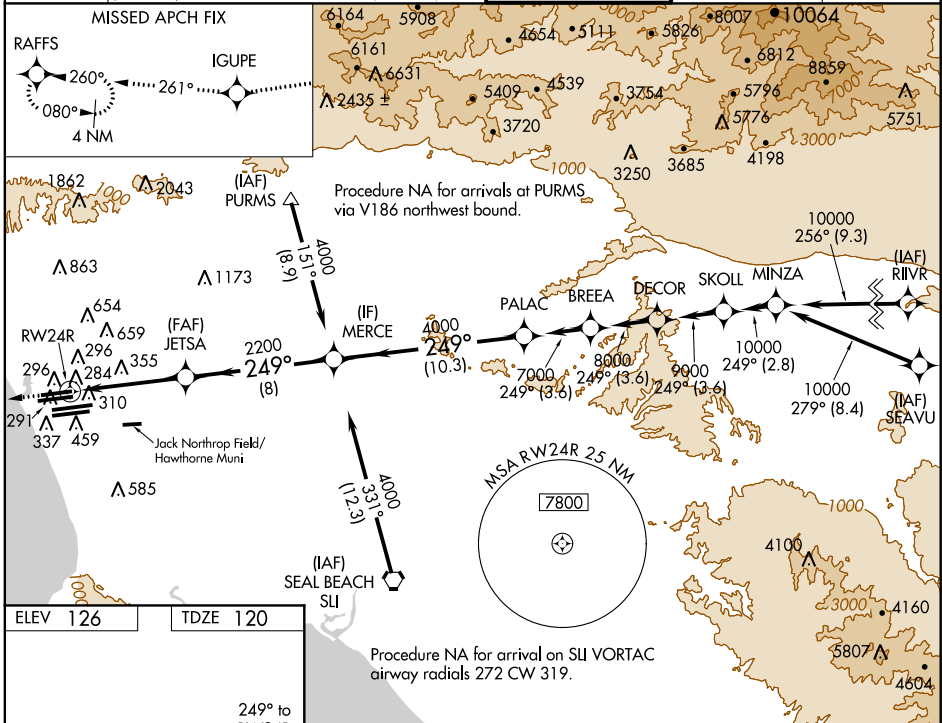 MISSED APCH FIX
RAFFS
IGUPE
260°
261°
080°
4 NM
6164
5908
4654
5111
5826
8007
10064
6161
6631
6812
8859
2435 ±
5409
4539
3754
5796
5776
5751
3720
3000
3250
3685
4198
1000
1862
1000
2043
(IAF)
PURMS
Procedure NA for arrivals at PURMS
via V186 northwest bound.
4000
151°
(8.9)
10000
256° (9.3)
(IAF)
RIIVR
863
1173
654
659
RW24R
296
296
284
355
310
291
337
459
585
(FAF)
JETSA
2200
249°
(8)
(IF)
MERCE
4000
249°
(10.3)
PALAC
BREEA
DECOR
SKOLL
MINZA
7000
249° (3.6)
8000
249° (3.6)
9000
249° (3.6)
10000
249° (2.8)
10000
279° (8.4)
(IAF)
SEAVU
Jack Northrop Field/
Hawthorne Muni
4000
331°
(12.3)
(IAF)
SEAL BEACH
SLI
MSA RW24R 25 NM
7800
1000
4100
3000
4160
5807
4604
ELEV 126
TDZE 120
Procedure NA for arrival on SLI VORTAC
airway radials 272 CW 319.
249° to